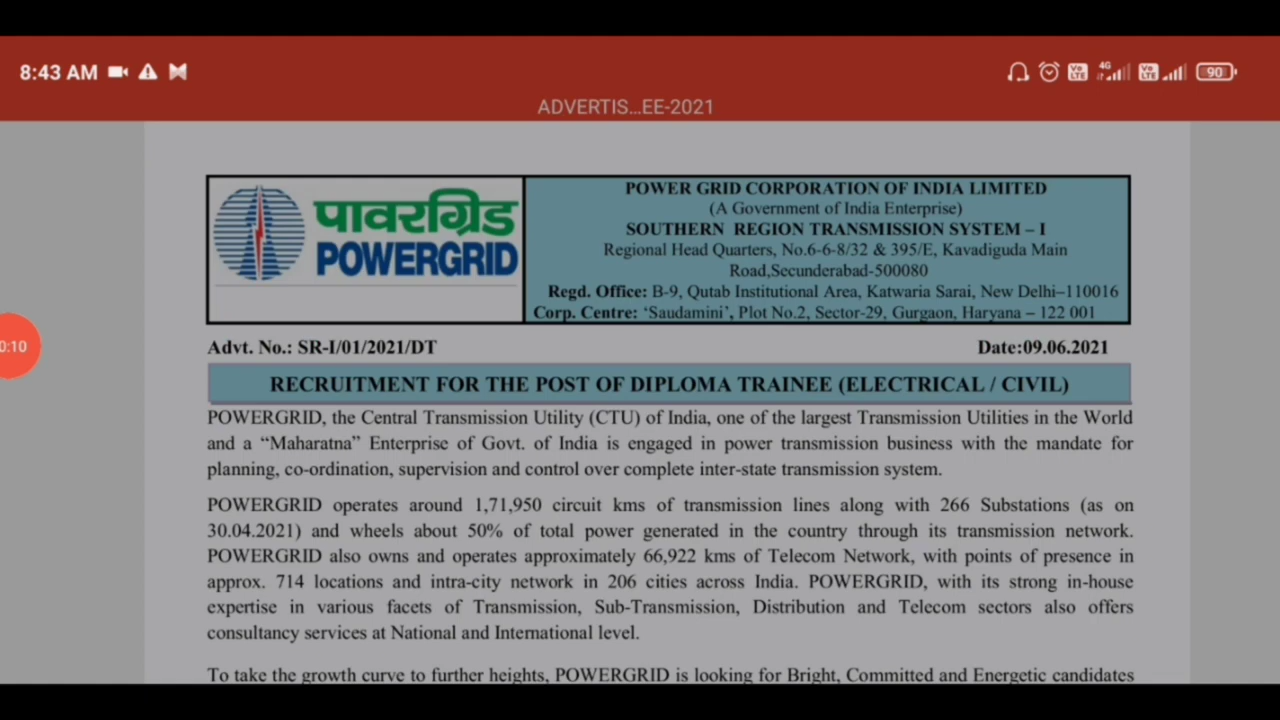 8:43 AM
4G
Vo LTE
Vo LTE
90
ADVERTIS...EE-2021
पावरग्रिड
POWERGRID
POWER GRID CORPORATION OF INDIA LIMITED
(A Government of India Enterprise)
SOUTHERN REGION TRANSMISSION SYSTEM – I
Regional Head Quarters, No.6-6-8/32 & 395/E, Kavadiguda Main
Road,Secunderabad-500080
Regd. Office: B-9, Qutab Institutional Area, Katwaria Sarai, New Delhi–110016
Corp. Centre: ‘Saudamini’, Plot No.2, Sector-29, Gurgaon, Haryana – 122 001
0:10
Advt. No.: SR-I/01/2021/DT Date:09.06.2021
RECRUITMENT FOR THE POST OF DIPLOMA TRAINEE (ELECTRICAL / CIVIL)
POWERGRID, the Central Transmission Utility (CTU) of India, one of the largest Transmission Utilities in the World
and a “Maharatna” Enterprise of Govt. of India is engaged in power transmission business with the mandate for
planning, co-ordination, supervision and control over complete inter-state transmission system.
POWERGRID operates around 1,71,950 circuit kms of transmission lines along with 266 Substations (as on
30.04.2021) and wheels about 50% of total power generated in the country through its transmission network.
POWERGRID also owns and operates approximately 66,922 kms of Telecom Network, with points of presence in
approx. 714 locations and intra-city network in 206 cities across India. POWERGRID, with its strong in-house
expertise in various facets of Transmission, Sub-Transmission, Distribution and Telecom sectors also offers
consultancy services at National and International level.
To take the growth curve to further heights, POWERGRID is looking for Bright, Committed and Energetic candidates